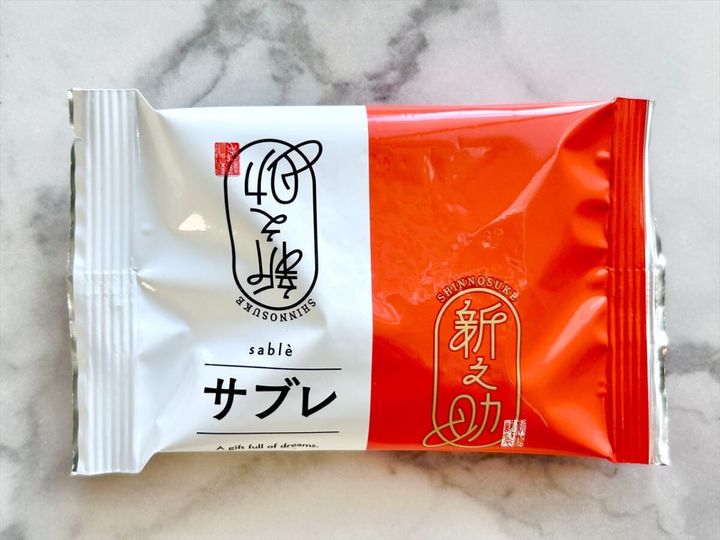 新之助
SHINNOSUKE
sablè
サブレ
A gift full of dreams.
SHINNOSUKE
新之助